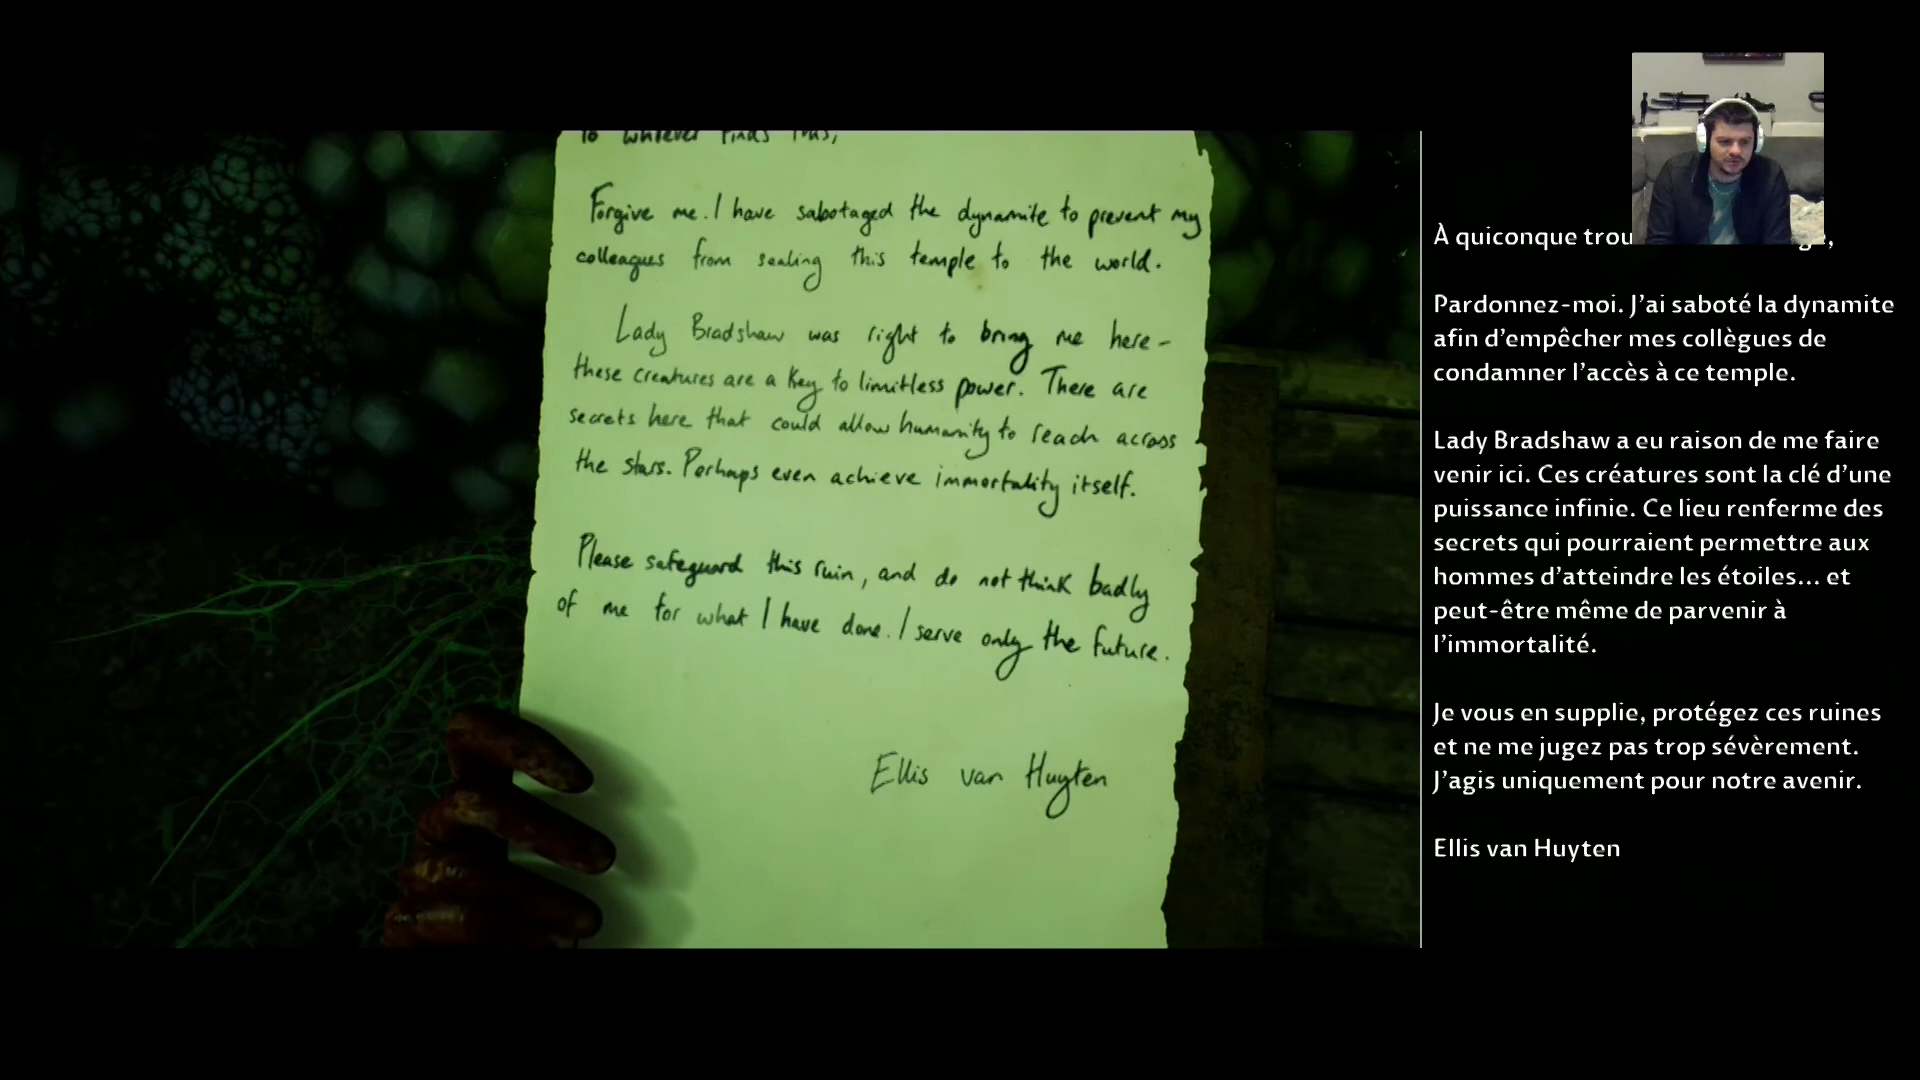 To whoever finds this,
Forgive me. I have sabotaged the dynamite to prevent my
colleagues from sealing this temple to the world.
Lady Bradshaw was right to bring me here -
these creatures are a key to limitless power. There are
secrets here that could allow humanity to reach across
the stars. Perhaps even achieve immortality itself.
Please safeguard this ruin, and do not think badly
of me for what I have done. I serve only the future.
Ellis van Huyten
À quiconque
Pardonnez-moi. J'ai saboté la dynamite
afin d'empêcher mes collègues de
condamner l'accès à ce temple.
Lady Bradshaw a eu raison de me faire
venir ici. Ces créatures sont la clé d'une
puissance infinie. Ce lieu renferme des
secrets qui pourraient permettre aux
hommes d'atteindre les étoiles... et
peut-être même de parvenir à
l'immortalité.
Je vous en supplie, protégez ces ruines
et ne me jugez pas trop sévèrement.
J'agis uniquement pour notre avenir.
Ellis van Huyten